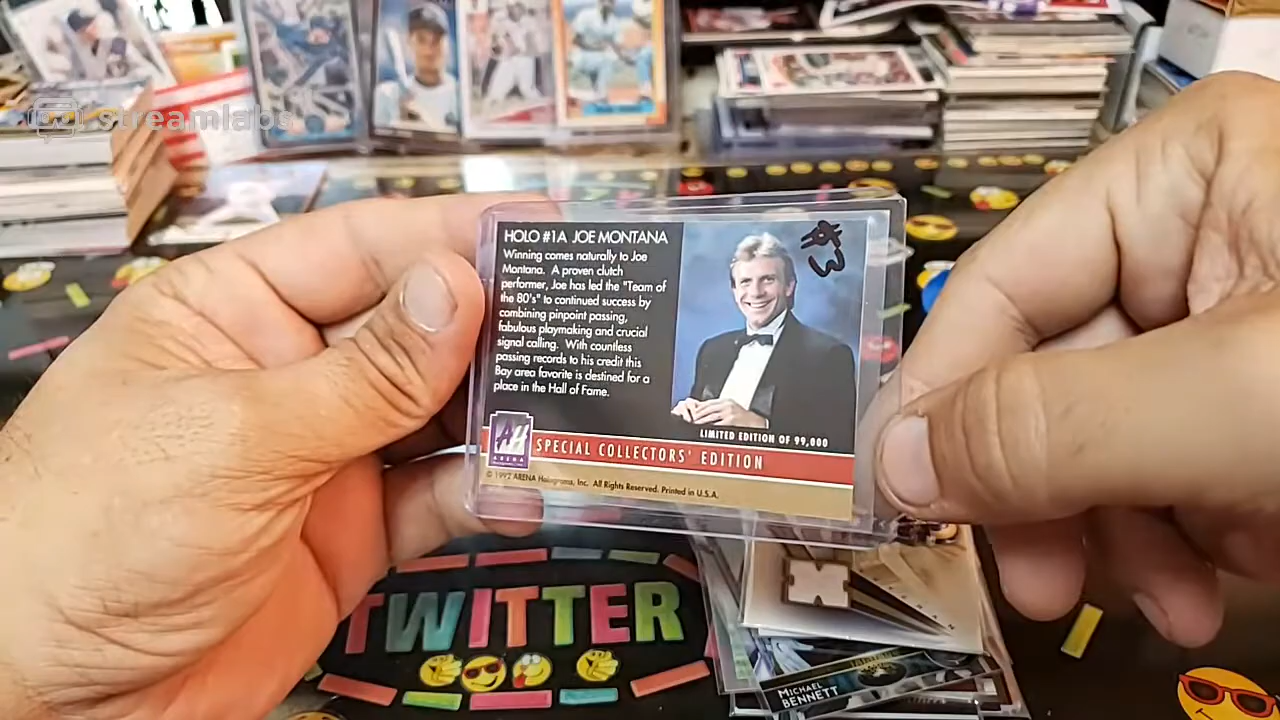 streamlabs
HOLO #1A JOE MONTANA
Winning comes naturally to Joe
Montana. A proven clutch
performer, Joe has led the "Team of
the 80's" to continued success by
combining pinpoint passing,
fabulous playmaking and crucial
signal calling. With countless
passing records to his credit this
Bay area favorite is destined for a
place in the Hall of Fame.
#3
LIMITED EDITION OF 99,000
AH
ARENA
SPECIAL COLLECTORS' EDITION
© 1992 ARENA Holograms, Inc. All Rights Reserved. Printed in U.S.A.
TWITTER
MICHAEL
BENNETT